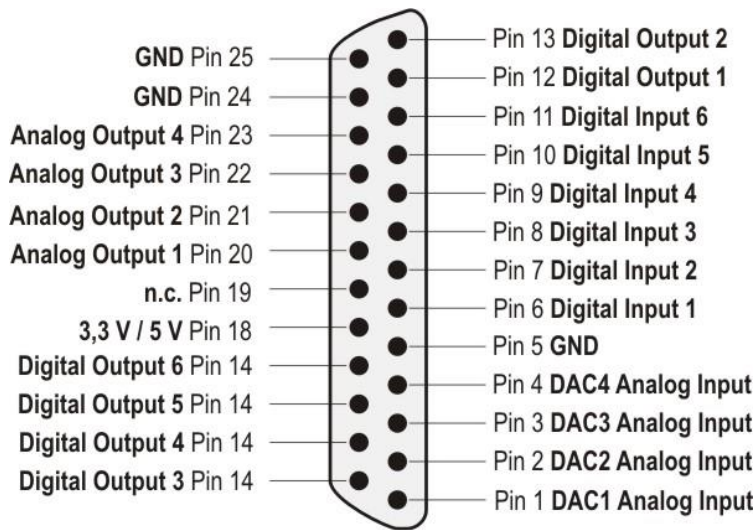 GND Pin 25
GND Pin 24
Analog Output 4 Pin 23
Analog Output 3 Pin 22
Analog Output 2 Pin 21
Analog Output 1 Pin 20
n.c. Pin 19
3,3 V / 5 V Pin 18
Digital Output 6 Pin 14
Digital Output 5 Pin 14
Digital Output 4 Pin 14
Digital Output 3 Pin 14
Pin 13 Digital Output 2
Pin 12 Digital Output 1
Pin 11 Digital Input 6
Pin 10 Digital Input 5
Pin 9 Digital Input 4
Pin 8 Digital Input 3
Pin 7 Digital Input 2
Pin 6 Digital Input 1
Pin 5 GND
Pin 4 DAC4 Analog Input
Pin 3 DAC3 Analog Input
Pin 2 DAC2 Analog Input
Pin 1 DAC1 Analog Input